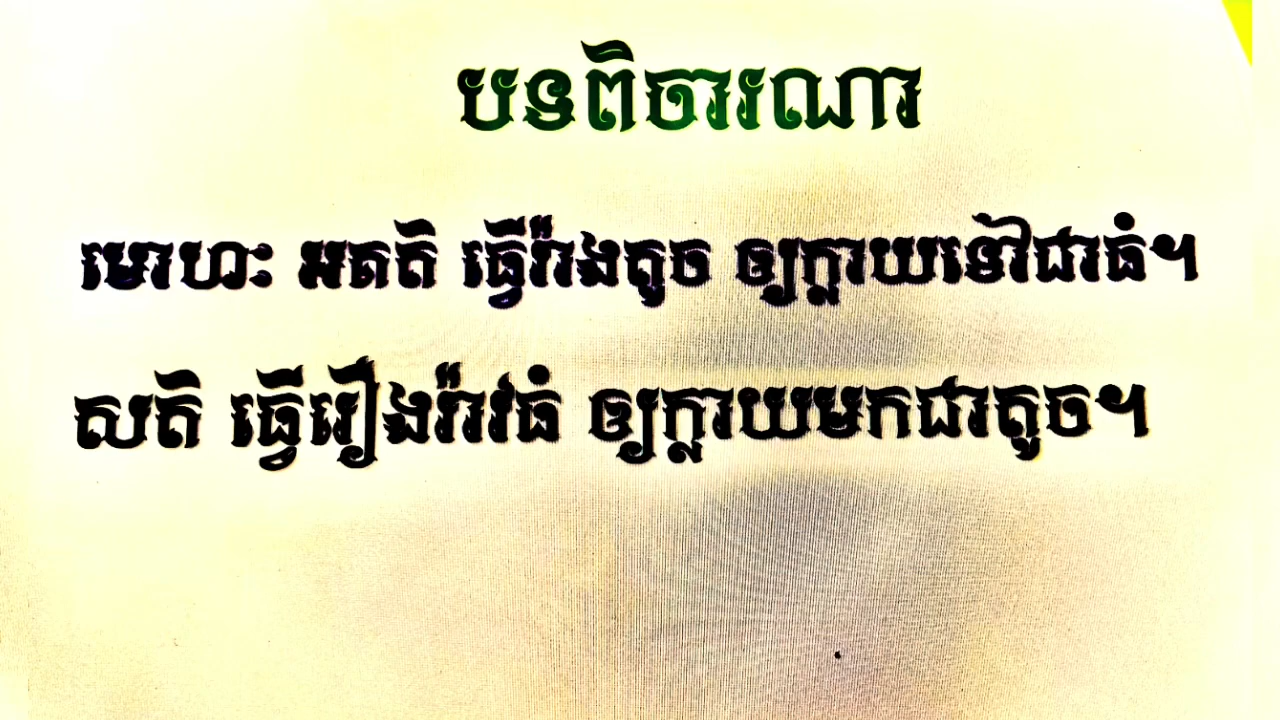 បទពិចារណា
មោហៈ អគតិ ធ្វើរ៉ាងតូច ឲ្យក្លាយទៅជាធំ។
សតិ ធ្វើរឿងរ៉ាវធំ ឲ្យក្លាយមកជាតូច។